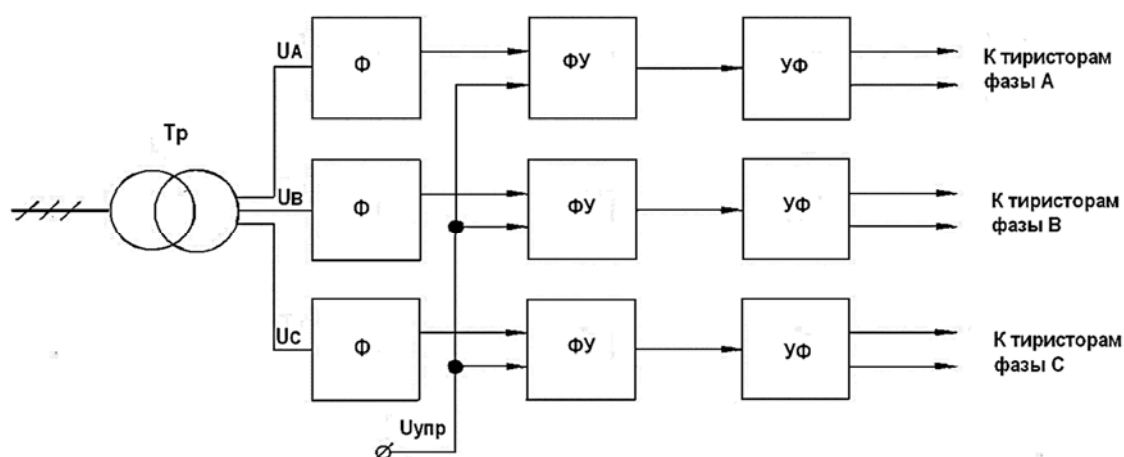 UA
Ф
ФУ
УФ
К тиристорам
фазы А
Тр
UB
Ф
ФУ
УФ
К тиристорам
фазы В
UC
Ф
ФУ
УФ
К тиристорам
фазы С
Uупр